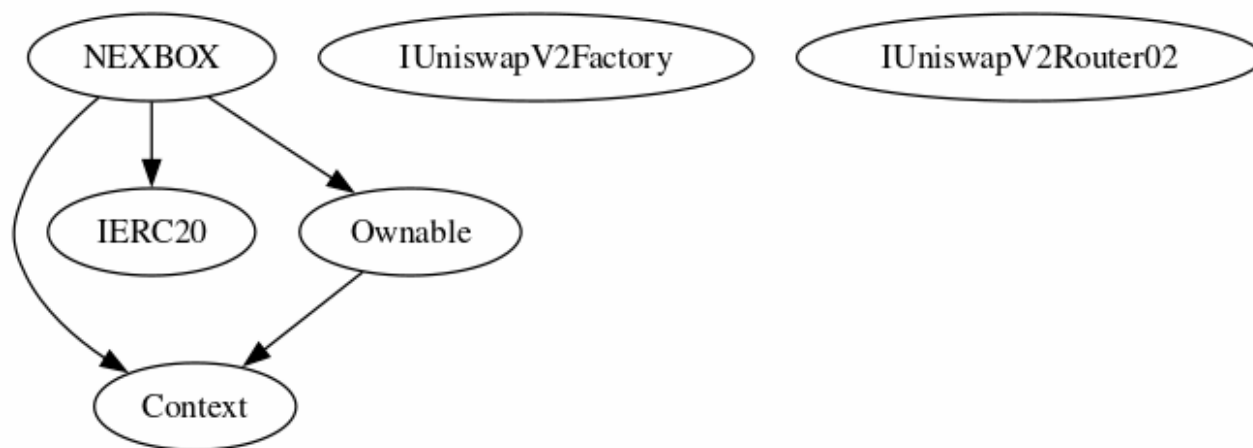 NEXBOX
IUniswapV2Factory
IUniswapV2Router02
IERC20
Ownable
Context